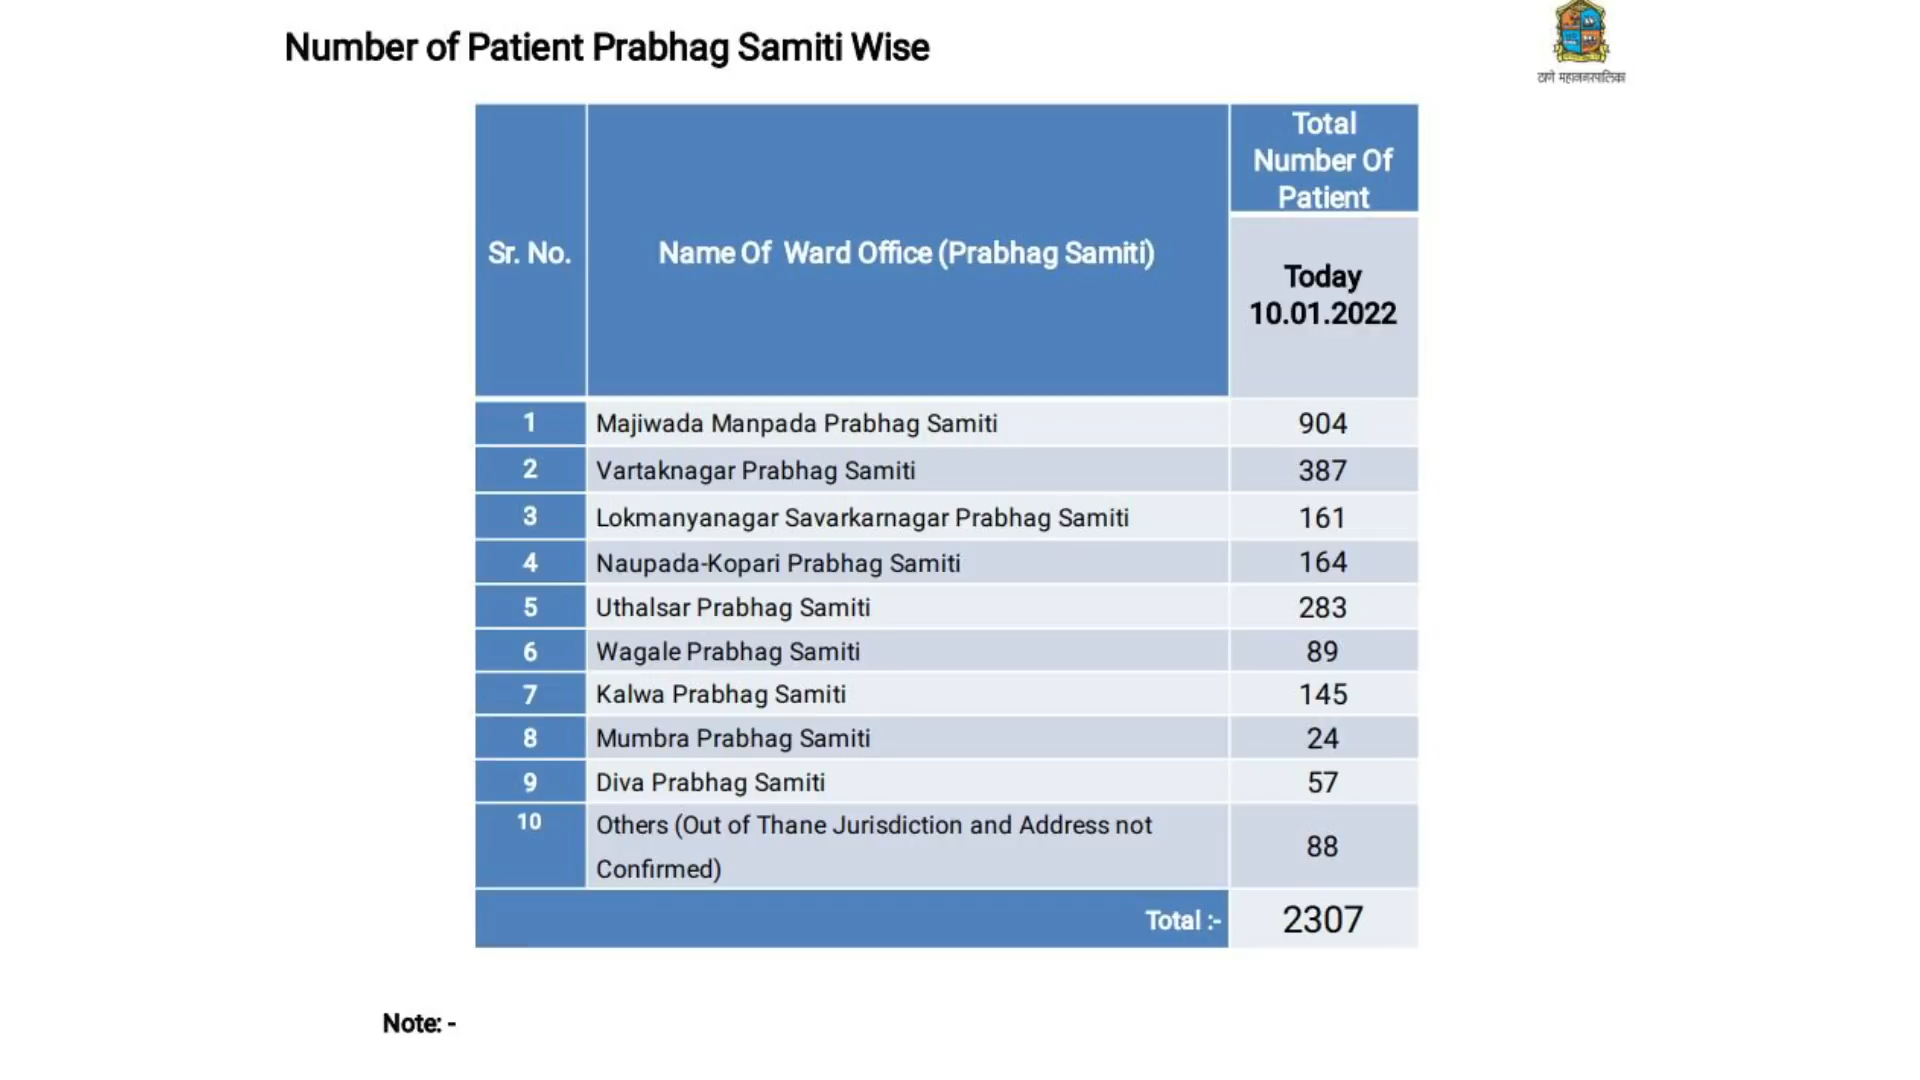 Number of Patient Prabhag Samiti Wise
ठाणे महानगरपालिका
Sr. No.
Name Of Ward Office (Prabhag Samiti)
Total
Number Of
Patient
Today
10.01.2022
1 Majiwada Manpada Prabhag Samiti 904
2 Vartaknagar Prabhag Samiti 387
3 Lokmanyanagar Savarkarnagar Prabhag Samiti 161
4 Naupada-Kopari Prabhag Samiti 164
5 Uthalsar Prabhag Samiti 283
6 Wagale Prabhag Samiti 89
7 Kalwa Prabhag Samiti 145
8 Mumbra Prabhag Samiti 24
9 Diva Prabhag Samiti 57
10 Others (Out of Thane Jurisdiction and Address not
Confirmed) 88
Total :- 2307
Note: -